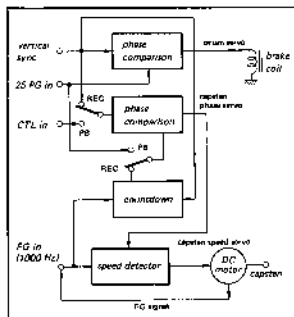 vertical
sync
phase
comparison
drum servo
brake
coil
25 PG in
REC
capstan
phase servo
phase
comparison
CTL in
PB
PB
REC
countdown
capstan speed servo
FG in
(1000 Hz)
speed detector
DC
motor
capstan
FG signal